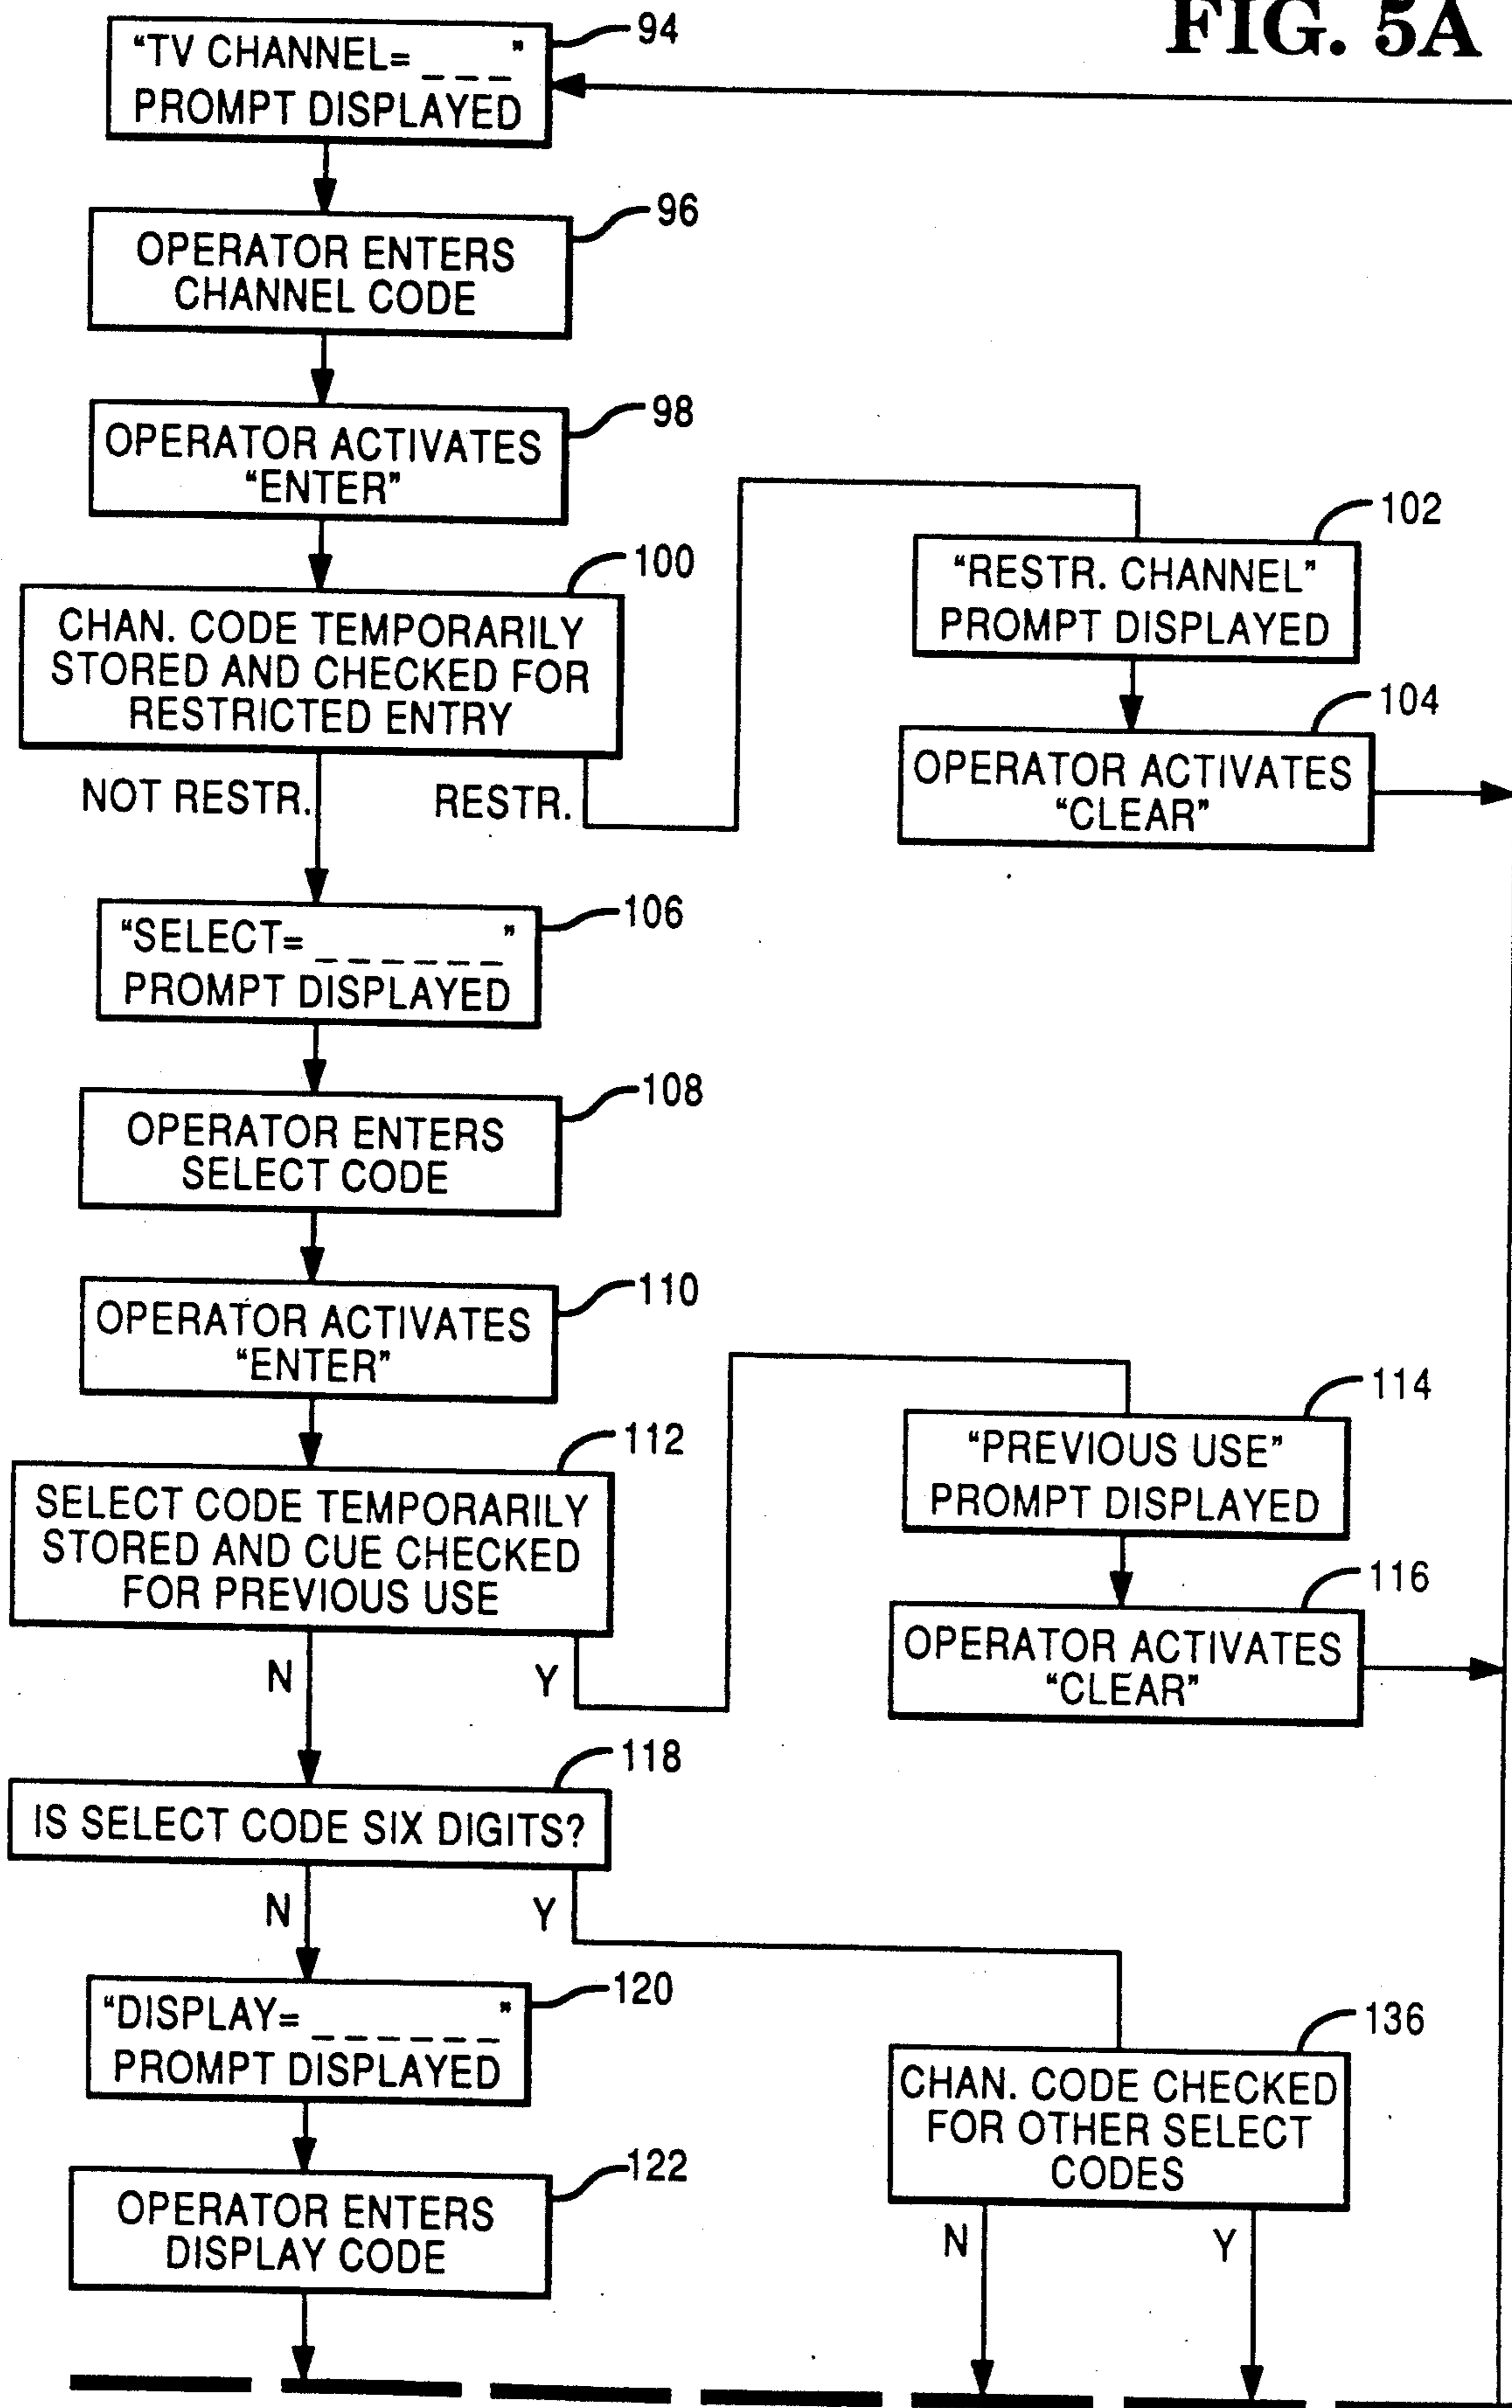 FIG. 5A
94
"TV CHANNEL= _ _ _"
PROMPT DISPLAYED
96
OPERATOR ENTERS
CHANNEL CODE
98
OPERATOR ACTIVATES
"ENTER"
100
CHAN. CODE TEMPORARILY
STORED AND CHECKED FOR
RESTRICTED ENTRY
NOT RESTR.
RESTR.
102
"RESTR. CHANNEL"
PROMPT DISPLAYED
104
OPERATOR ACTIVATES
"CLEAR"
106
"SELECT= _ _ _ _ _ _"
PROMPT DISPLAYED
108
OPERATOR ENTERS
SELECT CODE
110
OPERATOR ACTIVATES
"ENTER"
112
SELECT CODE TEMPORARILY
STORED AND CUE CHECKED
FOR PREVIOUS USE
N
Y
114
"PREVIOUS USE"
PROMPT DISPLAYED
116
OPERATOR ACTIVATES
"CLEAR"
118
IS SELECT CODE SIX DIGITS?
N
Y
120
"DISPLAY= _ _ _ _ _ _"
PROMPT DISPLAYED
122
OPERATOR ENTERS
DISPLAY CODE
136
CHAN. CODE CHECKED
FOR OTHER SELECT
CODES
N
Y